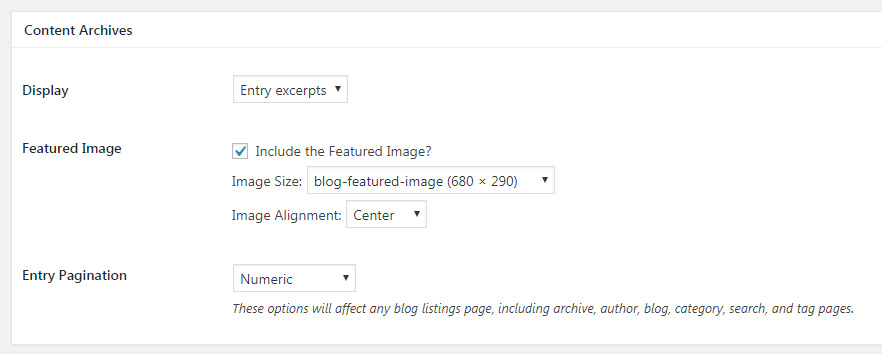 Content Archives
Display
Entry excerpts
Featured Image
Include the Featured Image?
Image Size: blog-featured-image (680 × 290)
Image Alignment: Center
Entry Pagination
Numeric
These options will affect any blog listings page, including archive, author, blog, category, search, and tag pages.